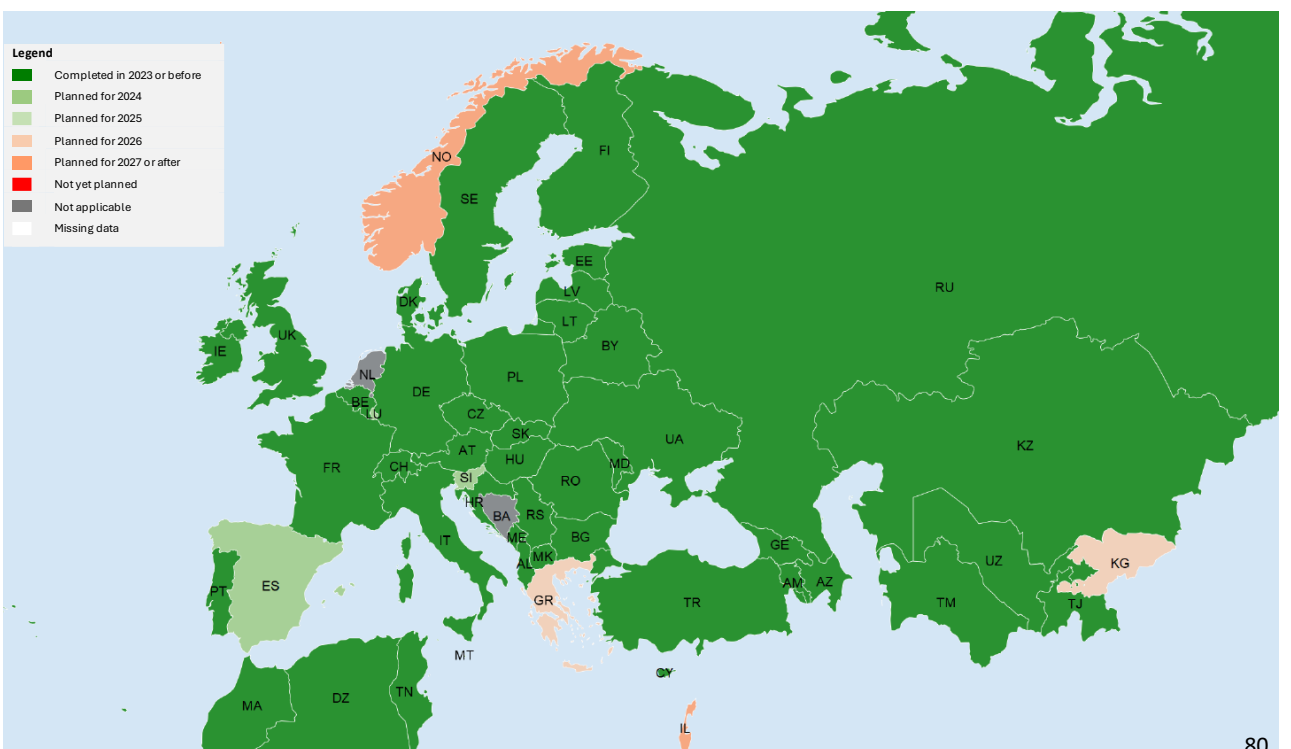 Legend
Completed in 2023 or before
Planned for 2024
Planned for 2025
Planned for 2026
Planned for 2027 or after
Not yet planned
Not applicable
Missing data
NO
FI
SE
EE
RU
LV
DK
LT
UK
BY
IE
NL
PL
DE
BE
LU
CZ
SK
UA
KZ
AT
HU
MD
FR
CH
SI
RO
HR
BA
RS
ME
BG
IT
MK
AL
GE
UZ
KG
PT
ES
AM
AZ
GR
TR
TM
TJ
MT
CY
TN
DZ
MA
IL
80